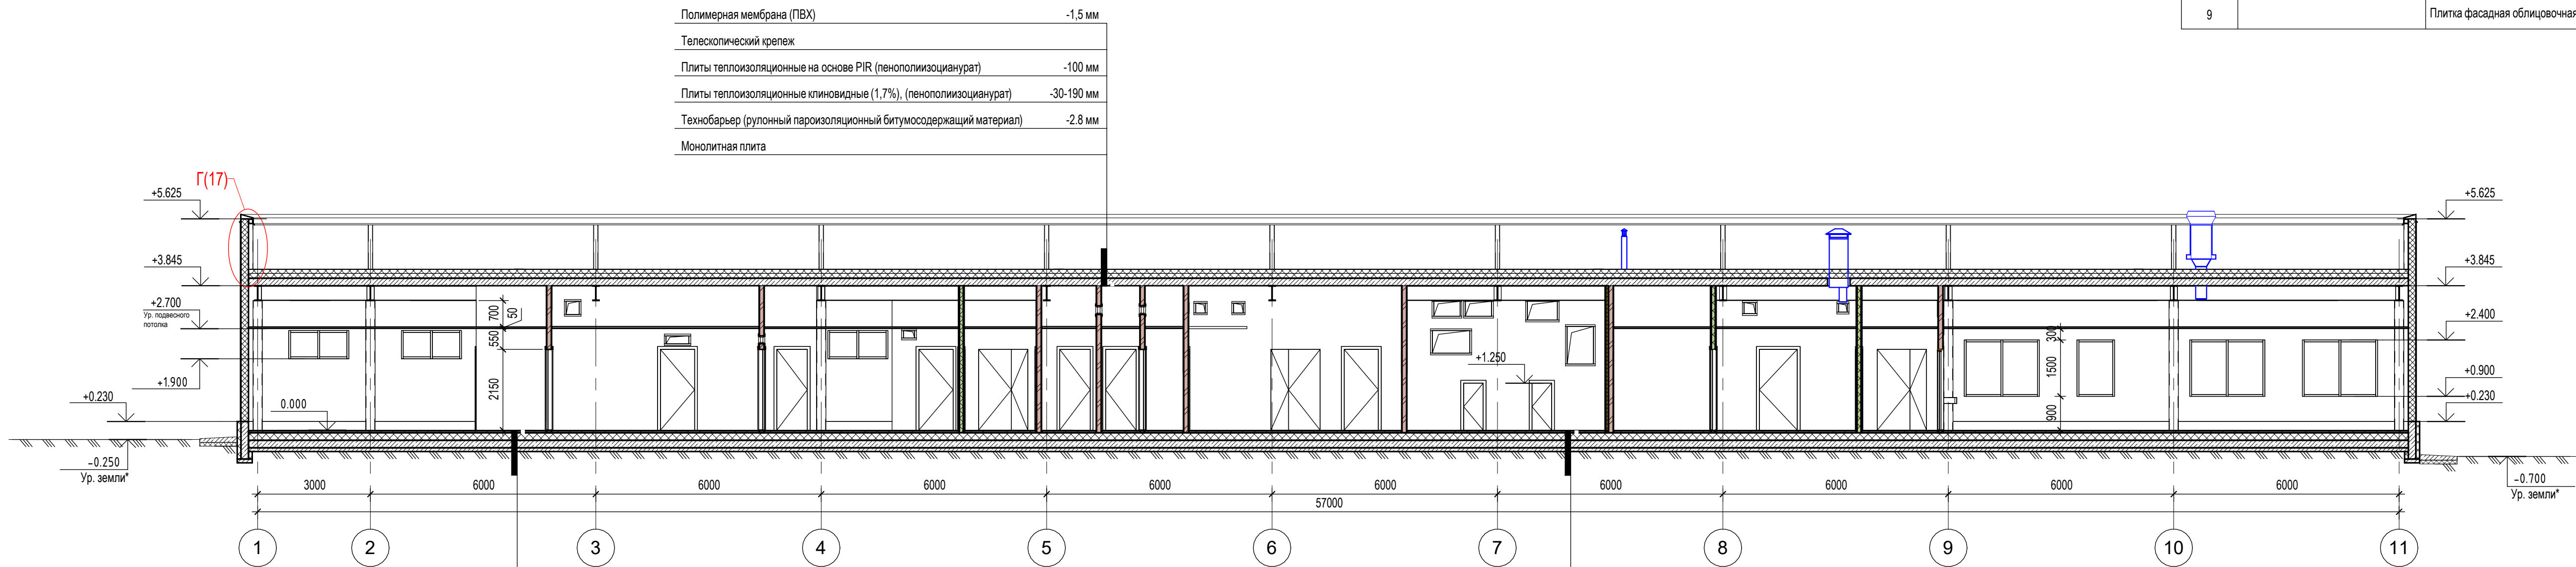 Полимерная мембрана (ПВХ) -1,5 мм
Телескопический крепеж
Плиты теплоизоляционные на основе PIR (пенополиизоцианурат) -100 мм
Плиты теплоизоляционные клиновидные (1,7%), (пенополиизоцианурат) -30-190 мм
Технобарьер (рулонный пароизоляционный битумосодержащий материал) -2.8 мм
Монолитная плита
9 Плитка фасадная облицовочная
Г(17)
+5.625
+3.845
+2.700
Ур. подвесного
потолка
+1.900
+0.230
0.000
-0.250
Ур. земли*
700
50
550
2150
+1.250
+5.625
+3.845
+2.400
300
1500
+0.900
900
+0.230
-0.700
Ур. земли*
3000 6000 6000 6000 6000 6000 6000 6000 6000 6000
57000
1 2 3 4 5 6 7 8 9 10 11